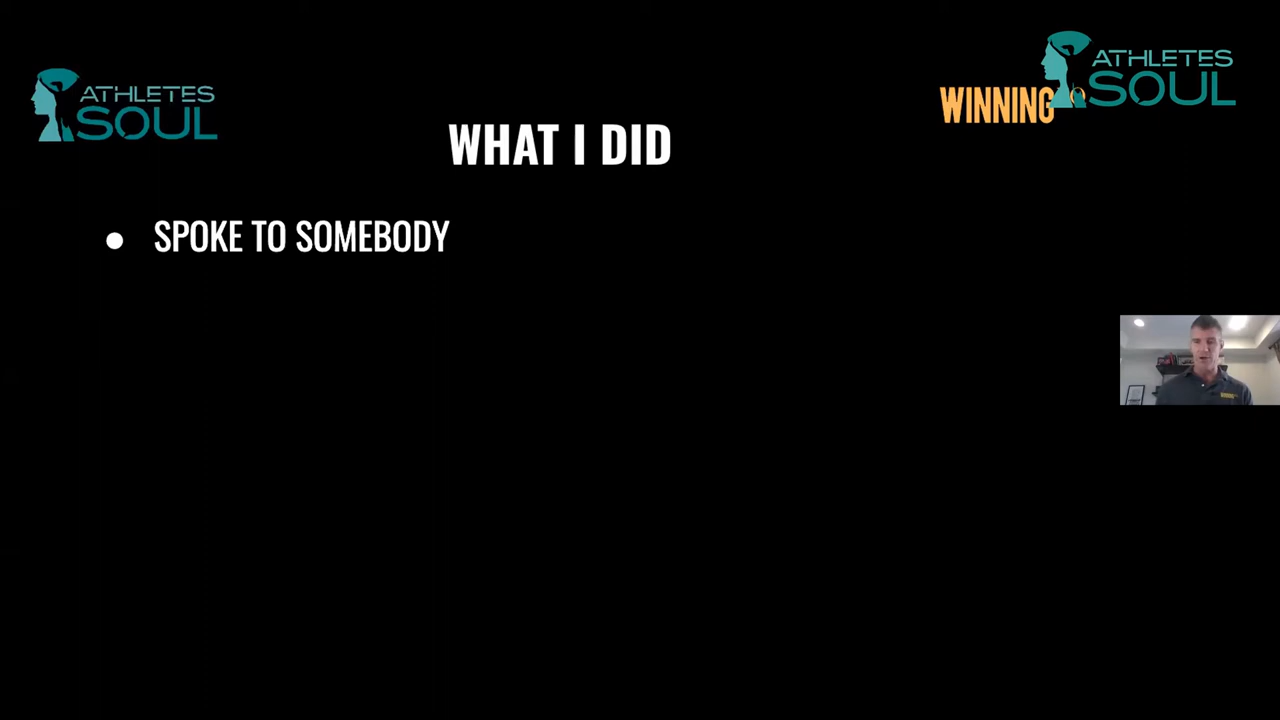 ATHLETES
SOUL
WINNING
ATHLETES
SOUL
WHAT I DID
● SPOKE TO SOMEBODY